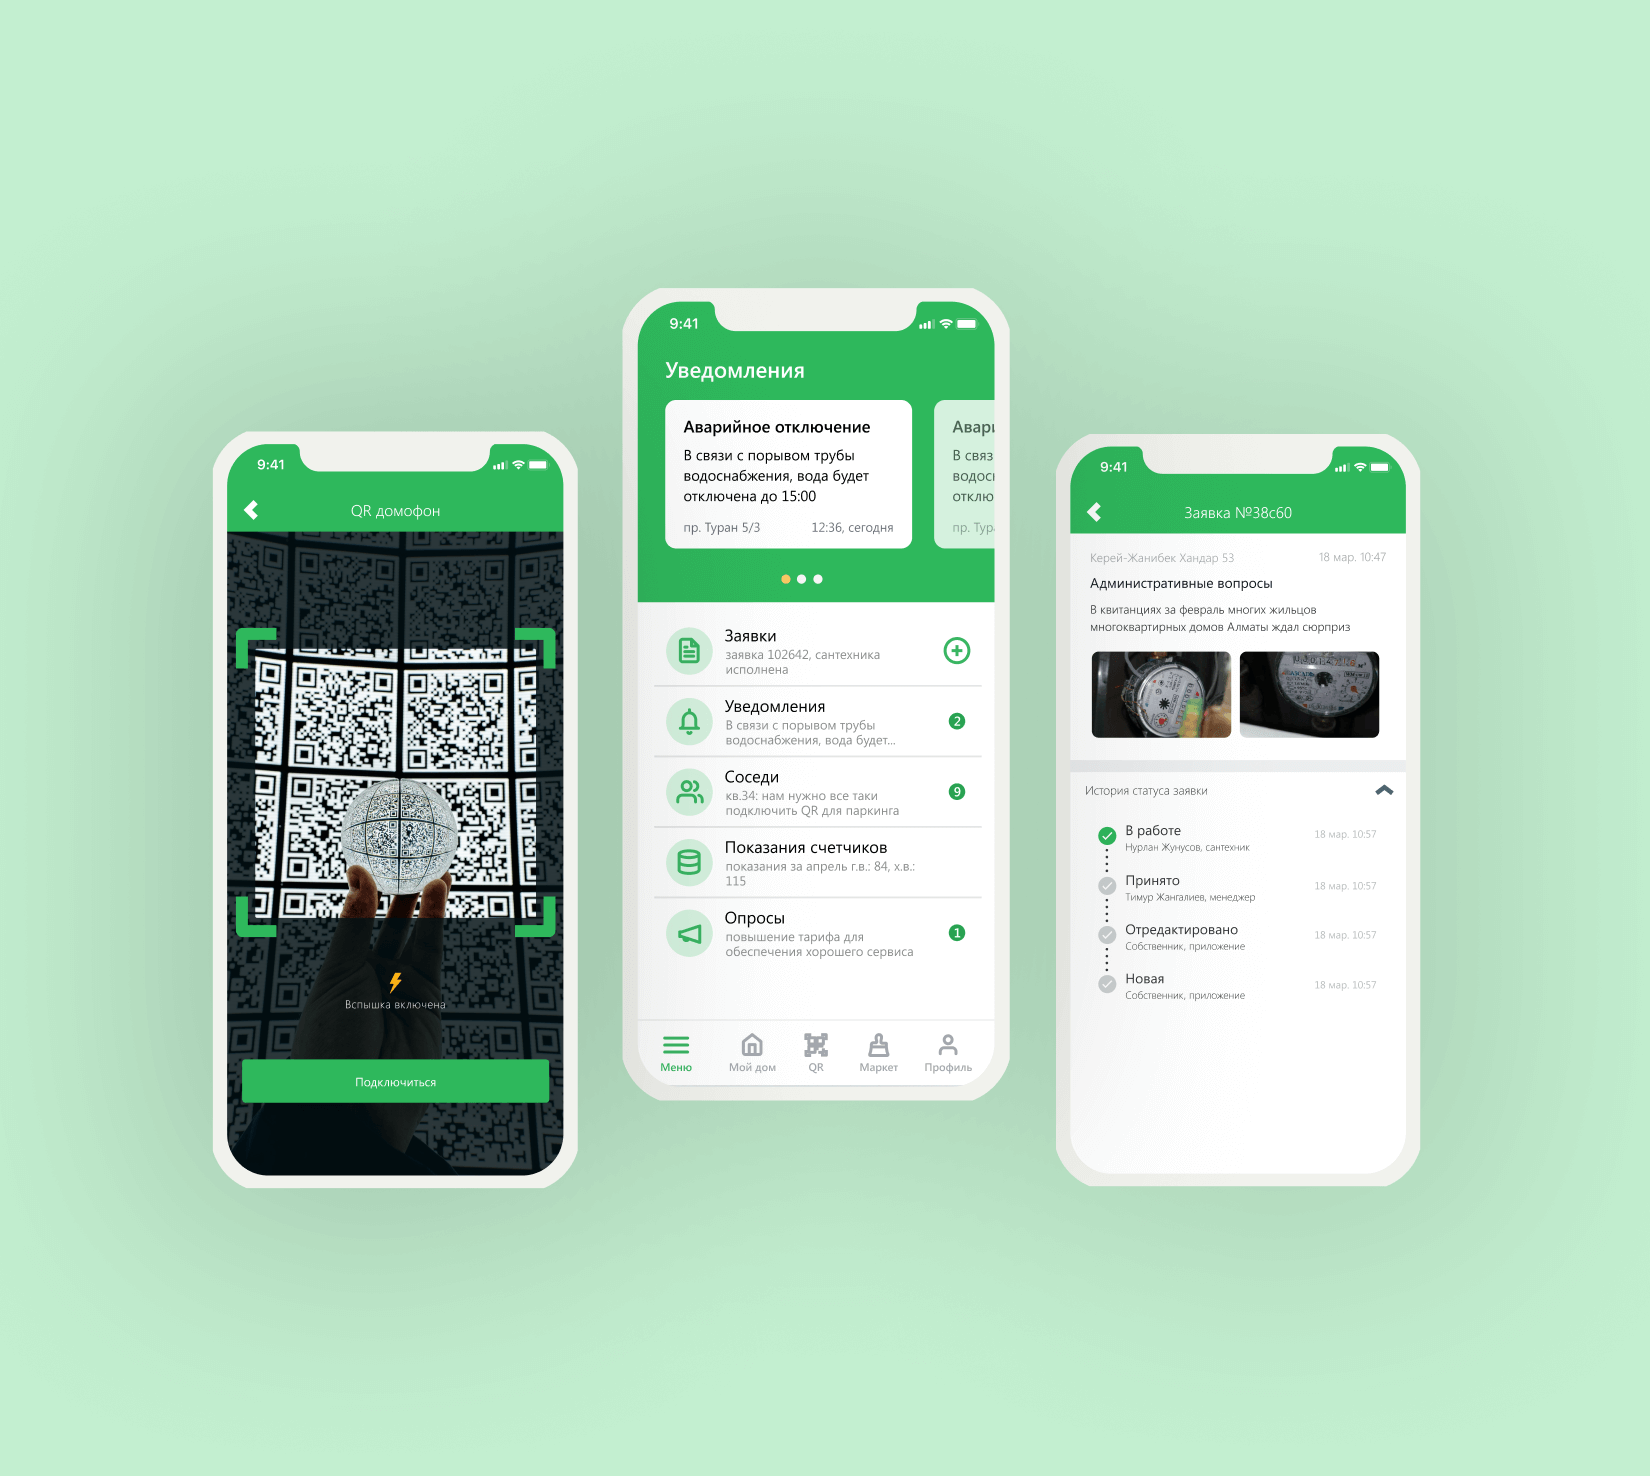 9:41
QR домофон
Вспышка включена
Подключиться
9:41
Уведомления
Аварийное отключение
В связи с порывом трубы
водоснабжения, вода будет
отключена до 15:00
пр. Туран 5/3
12:36, сегодня
Авари
В связ
водос
отклю
пр. Тура
Заявки
заявка 102642, сантехника
исполнена
Уведомления
В связи с порывом трубы
водоснабжения, вода будет...
2
Соседи
кв.34: нам нужно все таки
подключить QR для паркинга
9
Показания счетчиков
показания за апрель г.в.: 84, х.в.:
115
Опросы
повышение тарифа для
обеспечения хорошего сервиса
1
Меню
Мой дом
QR
Маркет
Профиль
9:41
Заявка №38c60
Керей-Жанибек Хандар 53
18 мар. 10:47
Административные вопросы
В квитанциях за февраль многих жильцов
многоквартирных домов Алматы ждал сюрприз
История статуса заявки
В работе
18 мар. 10:57
Нурлан Жунусов, сантехник
Принято
18 мар. 10:57
Тимур Жангалиев, менеджер
Отредактировано
18 мар. 10:57
Собственник, приложение
Новая
18 мар. 10:57
Собственник, приложение